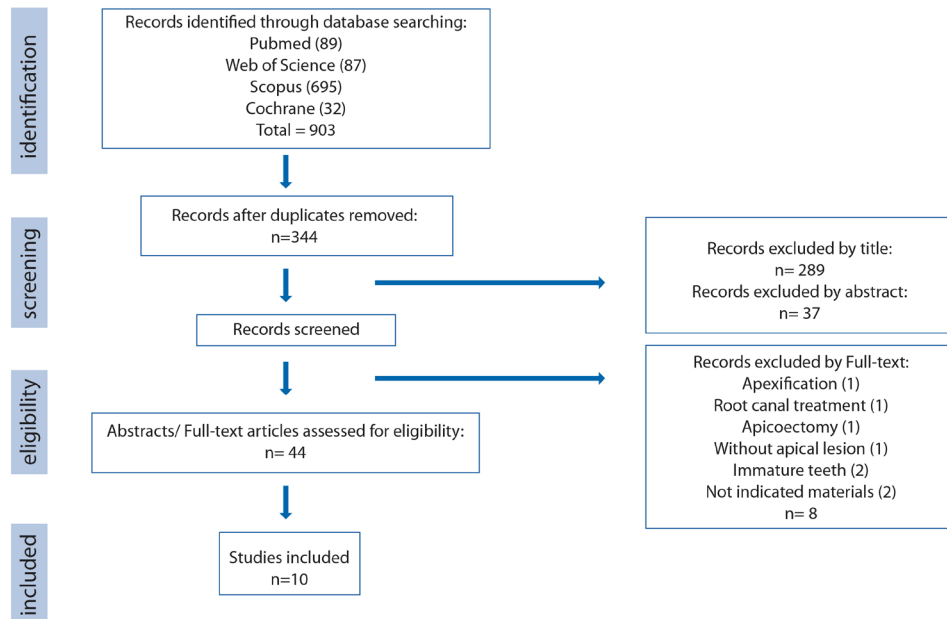 identification
Records identified through database searching:
Pubmed (89)
Web of Science (87)
Scopus (695)
Cochrane (32)
Total = 903
screening
Records after duplicates removed:
n=344
Records excluded by title:
n= 289
Records excluded by abstract:
n= 37
Records screened
eligibility
Abstracts/ Full-text articles assessed for eligibility:
n= 44
Records excluded by Full-text:
Apexification (1)
Root canal treatment (1)
Apicoectomy (1)
Without apical lesion (1)
Immature teeth (2)
Not indicated materials (2)
n= 8
included
Studies included
n=10